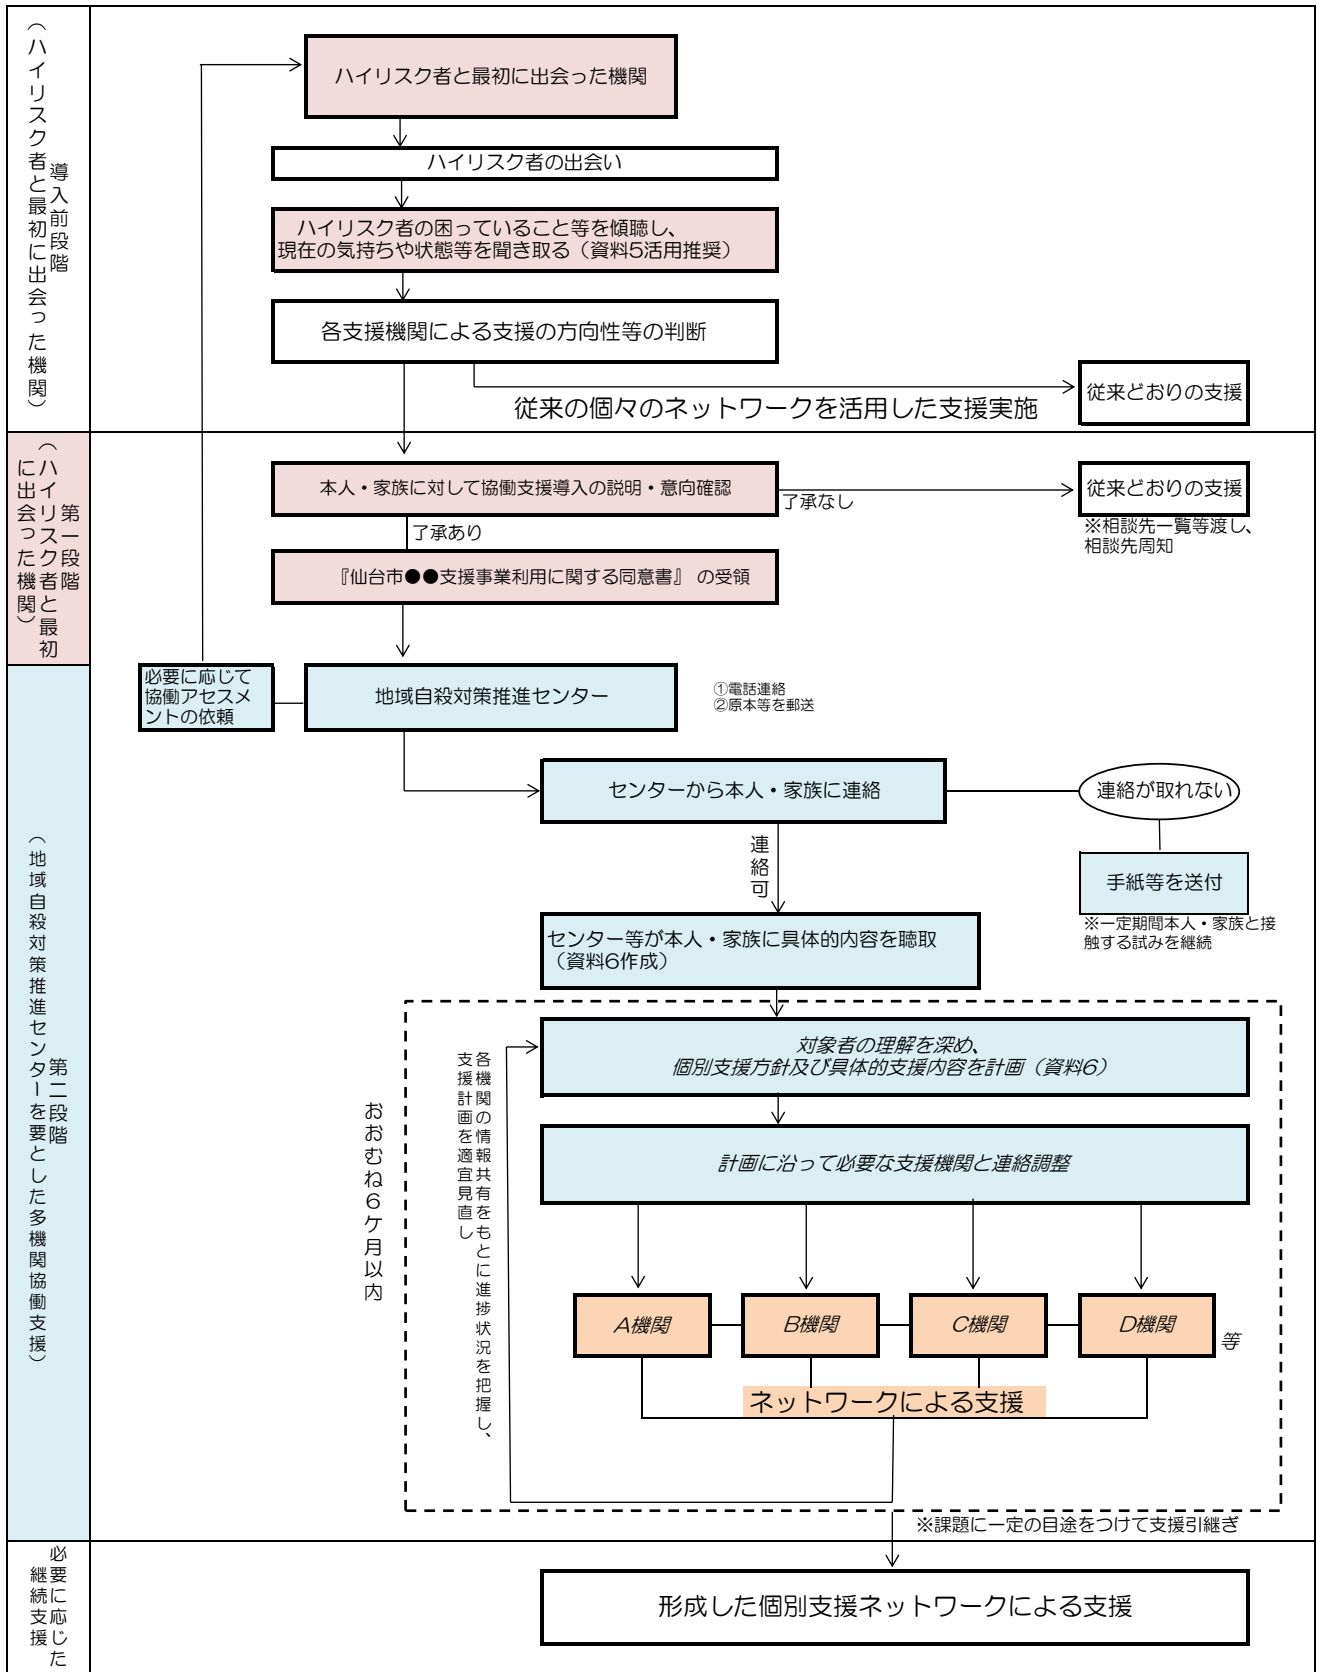 導入前段階
（ハイリスク者と最初に出会った機関）
ハイリスク者と最初に出会った機関
ハイリスク者の出会い
ハイリスク者の困っていること等を傾聴し、
現在の気持ちや状態等を聞き取る（資料5活用推奨）
各支援機関による支援の方向性等の判断
従来の個々のネットワークを活用した支援実施
従来どおりの支援
第一段階
（ハイリスク者と最初
に出会った機関）
本人・家族に対して協働支援導入の説明・意向確認
了承なし
従来どおりの支援
※相談先一覧等渡し、
相談先周知
了承あり
『仙台市●●支援事業利用に関する同意書』 の受領
第二段階
（地域自殺対策推進センターを要とした多機関協働支援）
必要に応じて
協働アセスメ
ントの依頼
地域自殺対策推進センター
①電話連絡
②原本等を郵送
センターから本人・家族に連絡
連絡が取れない
連絡可
手紙等を送付
※一定期間本人・家族と接
触する試みを継続
センター等が本人・家族に具体的内容を聴取
（資料6作成）
おおむね６ケ月以内
各機関の情報共有をもとに進捗状況を把握し、
支援計画を適宜見直し
対象者の理解を深め、
個別支援方針及び具体的支援内容を計画（資料6）
計画に沿って必要な支援機関と連絡調整
A機関
B機関
C機関
D機関
等
ネットワークによる支援
※課題に一定の目途をつけて支援引継ぎ
必要に応じた
継続支援
形成した個別支援ネットワークによる支援